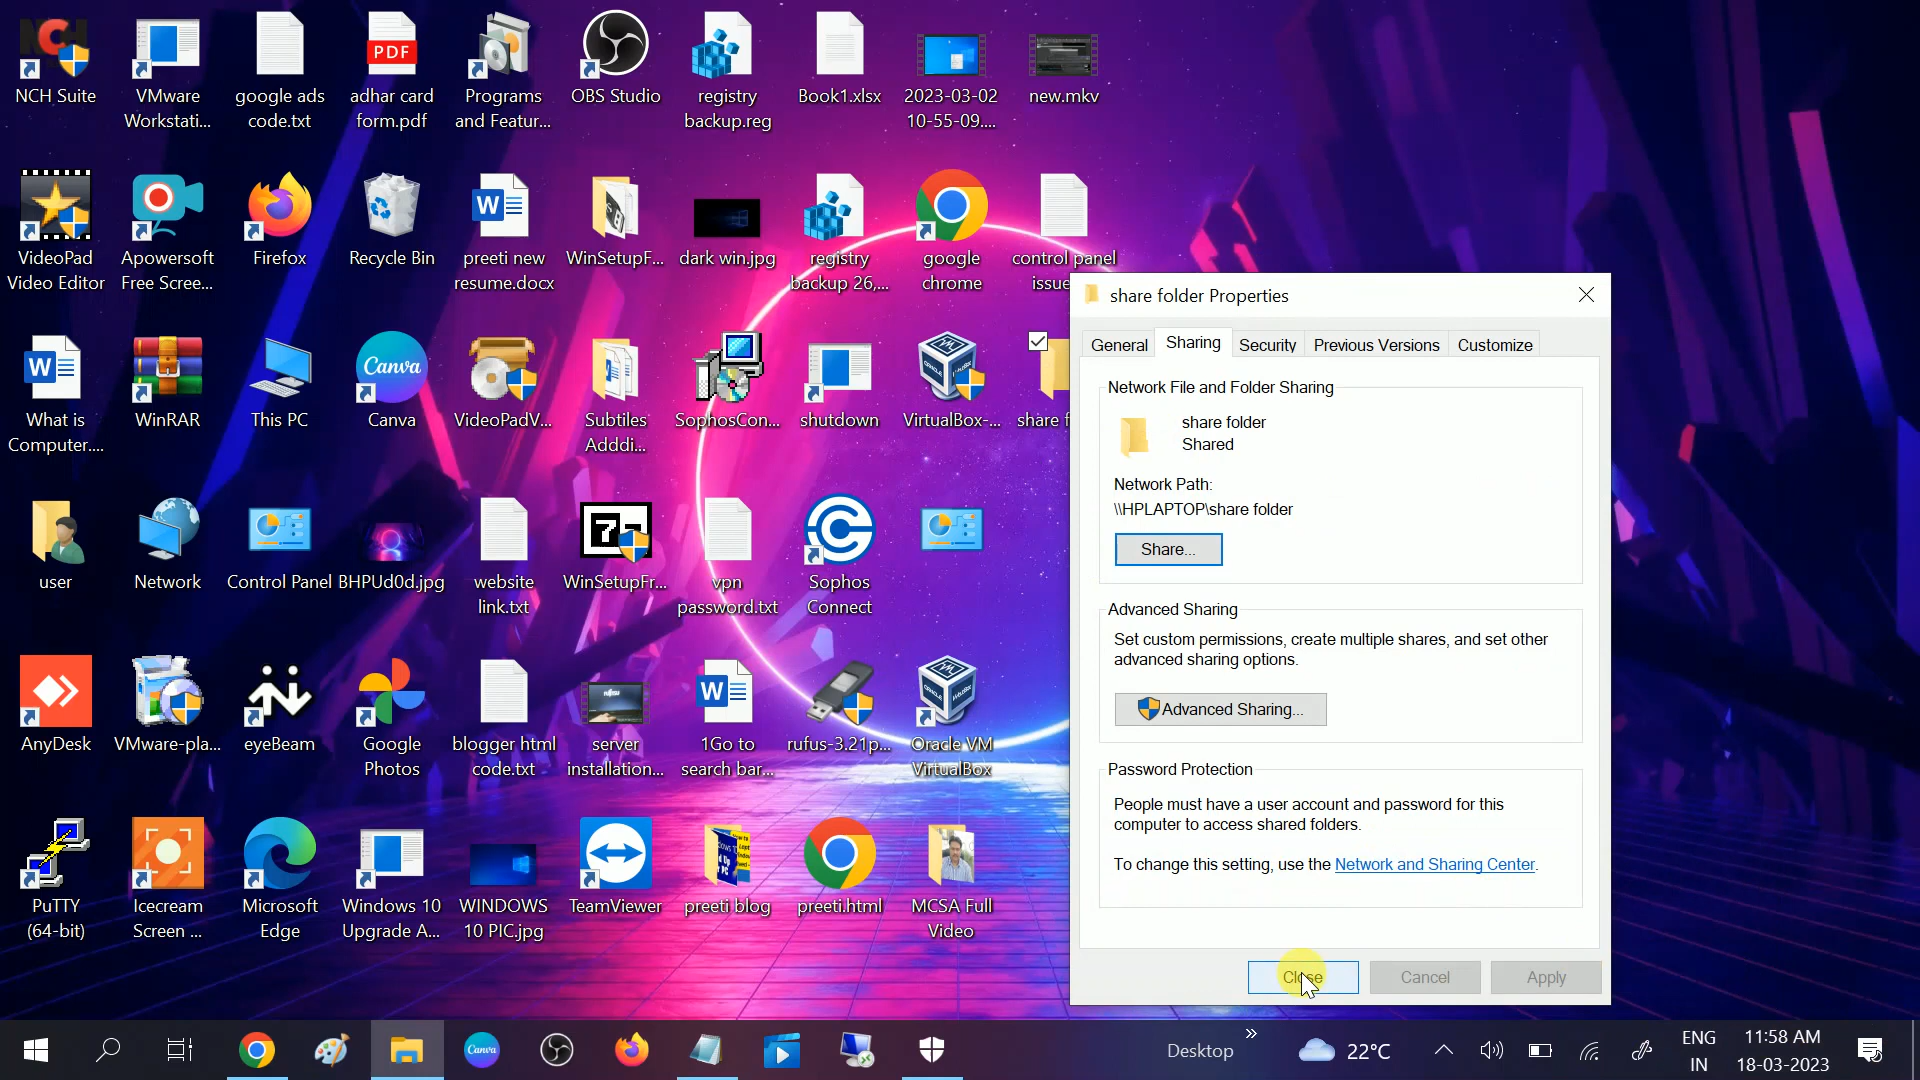 NCH Suite
VMware
Workstati...
google ads
code.txt
PDF
adhar card
form.pdf
Programs
and Featur...
OBS Studio
registry
backup.reg
Book1.xlsx
2023-03-02
10-55-09....
new.mkv
VideoPad
Video Editor
Apowersoft
Free Scree...
Firefox
Recycle Bin
W
preeti new
resume.docx
WinSetupF...
dark win.jpg
registry
backup 26,...
google
chrome
control panel
issue
W
What is
Computer....
WinRAR
This PC
Canva
Canva
VideoPadV...
Subtiles
Adddi...
SophosCon...
shutdown
VirtualBox-...
share f
user
Network
Control Panel
BHPUd0d.jpg
website
link.txt
WinSetupFr...
vpn
password.txt
Sophos
Connect
AnyDesk
VMware-pla...
eyeBeam
Google
Photos
blogger html
code.txt
server
installation...
W
1Go to
search bar...
rufus-3.21p...
Oracle VM
VirtualBox
PuTTY
(64-bit)
Icecream
Screen ...
Microsoft
Edge
Windows 10
Upgrade A...
WINDOWS
10 PIC.jpg
TeamViewer
preeti blog
preeti.html
MCSA Full
Video
share folder Properties
General
Sharing
Security
Previous Versions
Customize
Network File and Folder Sharing
share folder
Shared
Network Path:
\\HPLAPTOP\share folder
Share...
Advanced Sharing
Set custom permissions, create multiple shares, and set other
advanced sharing options.
Advanced Sharing...
Password Protection
People must have a user account and password for this
computer to access shared folders.
To change this setting, use the Network and Sharing Center.
Close
Cancel
Apply
Canva
Desktop
22°C
ENG
IN
11:58 AM
18-03-2023